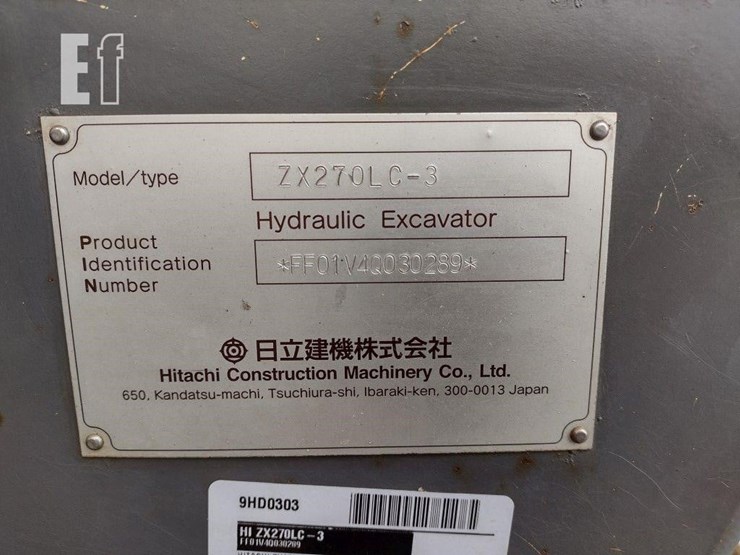 Ef
Model/type ZX270LC-3
Hydraulic Excavator
Product
Identification *FF01V4Q030289*
Number
日立建機株式会社
Hitachi Construction Machinery Co., Ltd.
650, Kandatsu-machi, Tsuchiura-shi, Ibaraki-ken, 300-0013 Japan
9HD0303
HI ZX270LC-3
FF01V4Q030289